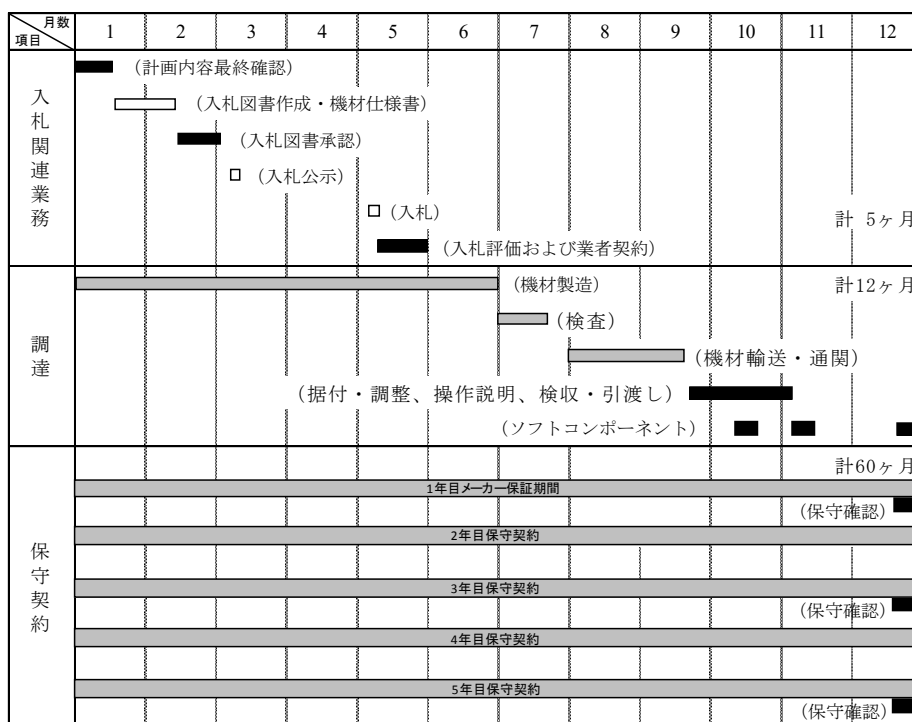 月数
項目
1 2 3 4 5 6 7 8 9 10 11 12
入札関連業務
(計画内容最終確認)
(入札図書作成・機材仕様書)
(入札図書承認)
(入札公示)
(入札)
計 5ヶ月
(入札評価および業者契約)
調達
計12ヶ月
(機材製造)
(検査)
(機材輸送・通関)
(据付・調整、操作説明、検収・引渡し)
(ソフトコンポーネント)
保守契約
計60ヶ月
1年目メーカー保証期間
(保守確認)
2年目保守契約
3年目保守契約
(保守確認)
4年目保守契約
5年目保守契約
(保守確認)